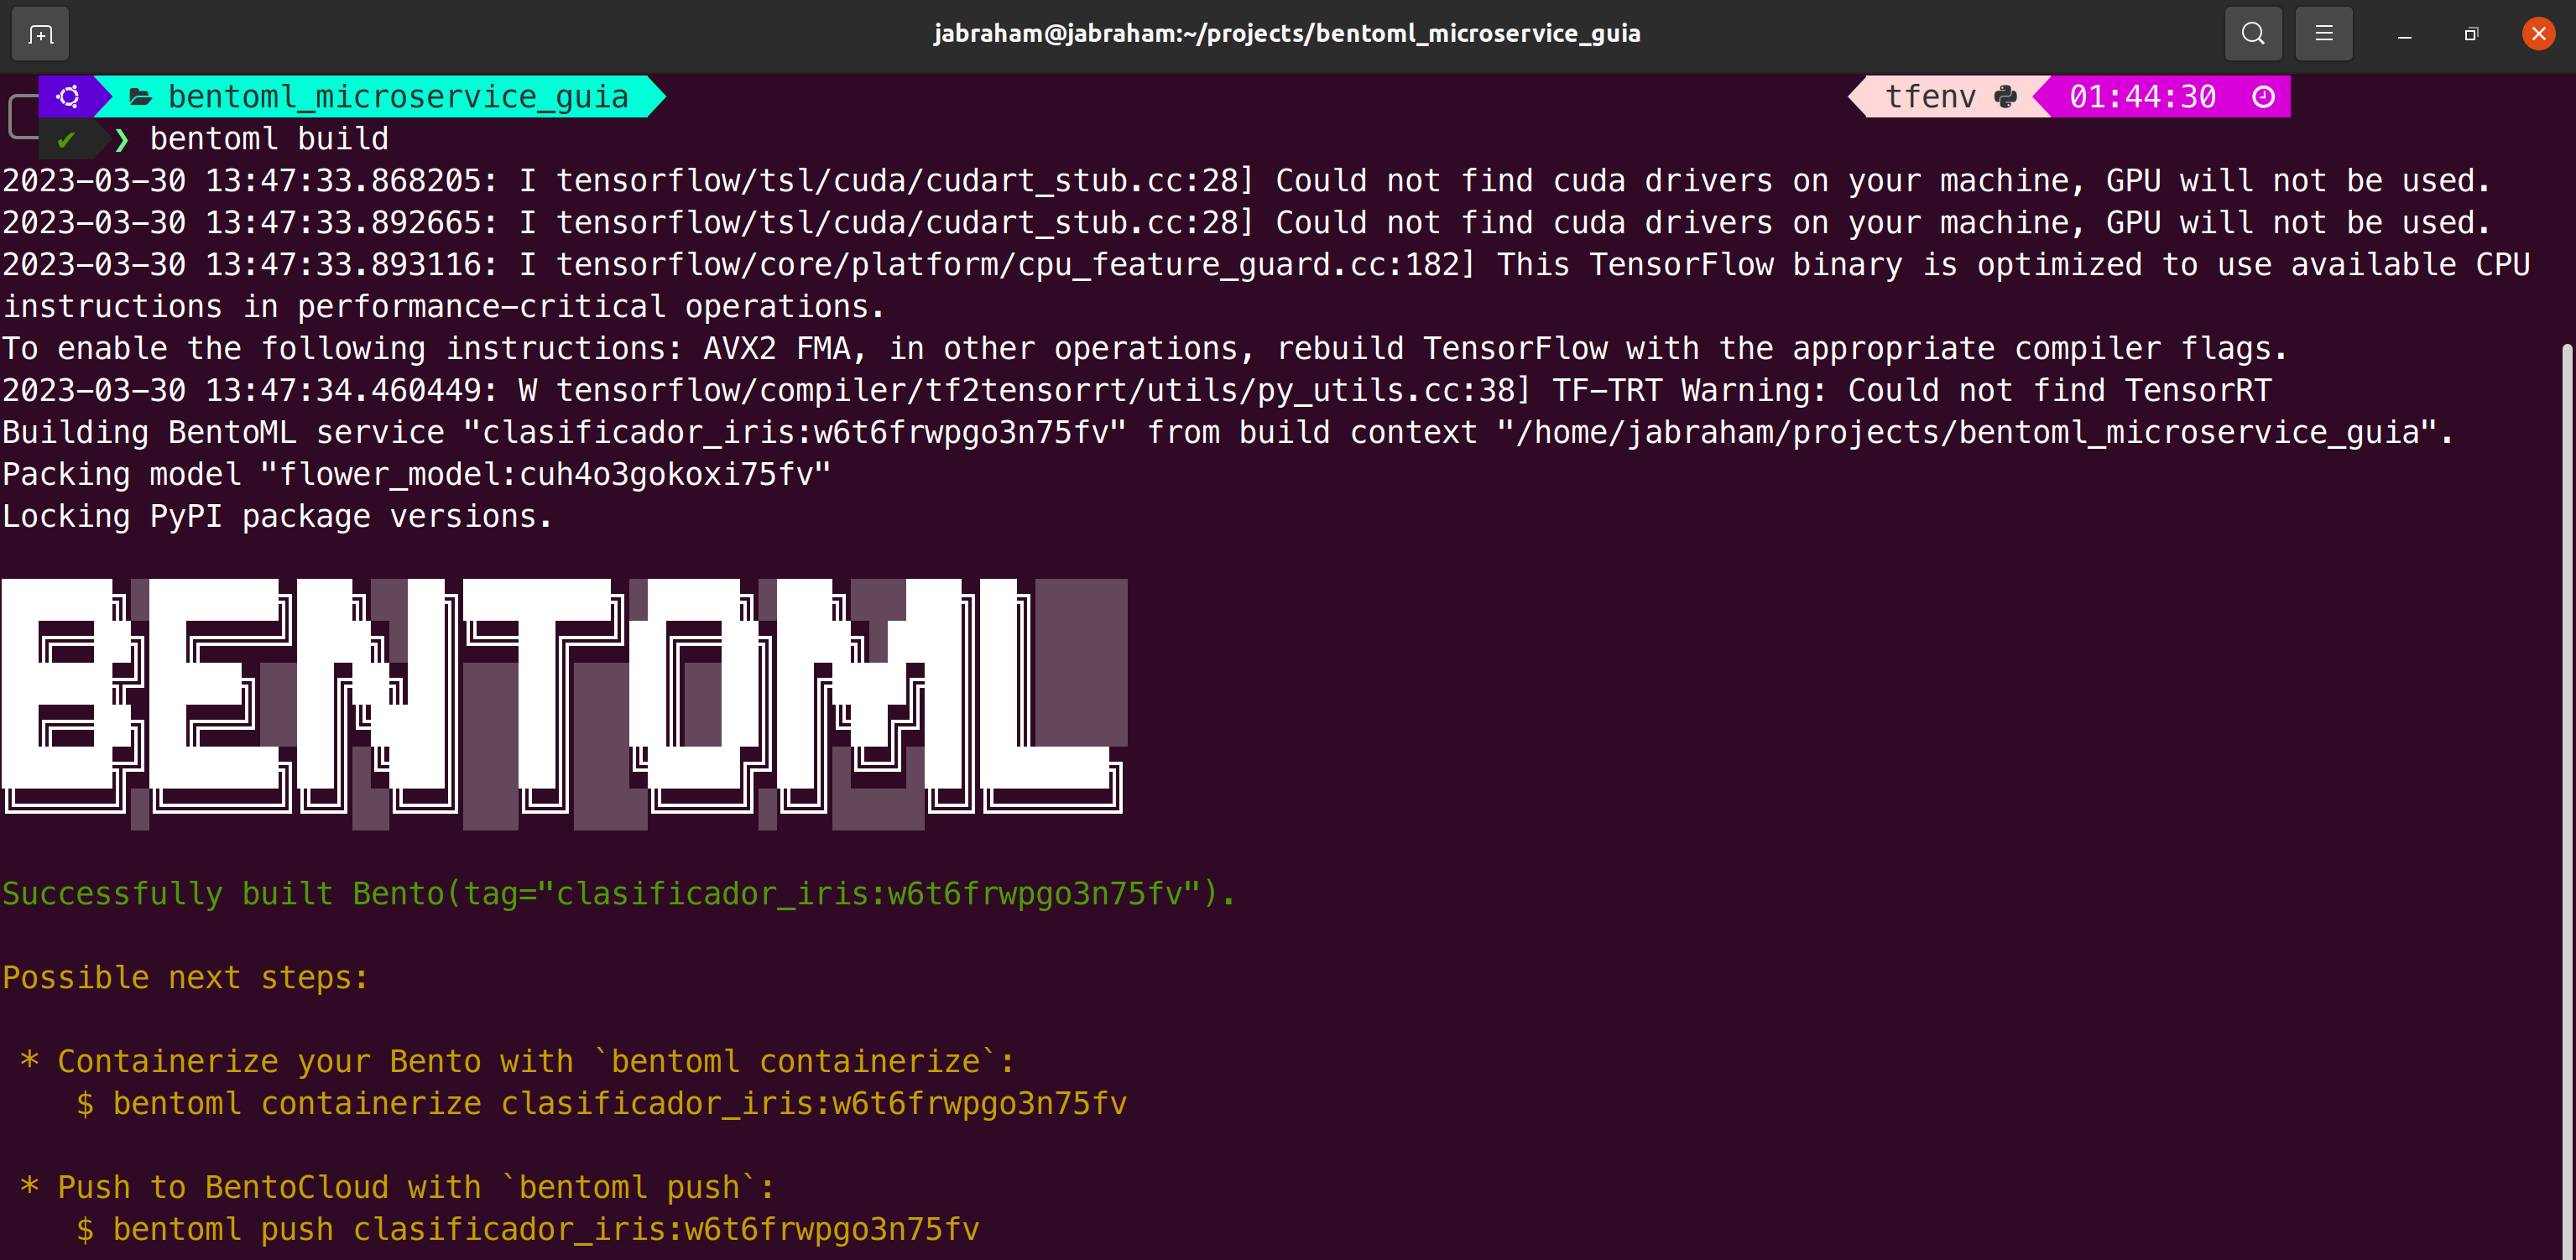 jabraham@jabraham:~/projects/bentoml_microservice_guia
bentoml_microservice_guia tfenv 01:44:30
✔ ❯ bentoml build
2023-03-30 13:47:33.868205: I tensorflow/tsl/cuda/cudart_stub.cc:28] Could not find cuda drivers on your machine, GPU will not be used.
2023-03-30 13:47:33.892665: I tensorflow/tsl/cuda/cudart_stub.cc:28] Could not find cuda drivers on your machine, GPU will not be used.
2023-03-30 13:47:33.893116: I tensorflow/core/platform/cpu_feature_guard.cc:182] This TensorFlow binary is optimized to use available CPU
instructions in performance-critical operations.
To enable the following instructions: AVX2 FMA, in other operations, rebuild TensorFlow with the appropriate compiler flags.
2023-03-30 13:47:34.460449: W tensorflow/compiler/tf2tensorrt/utils/py_utils.cc:38] TF-TRT Warning: Could not find TensorRT
Building BentoML service "clasificador_iris:w6t6frwpgo3n75fv" from build context "/home/jabraham/projects/bentoml_microservice_guia".
Packing model "flower_model:cuh4o3gokoxi75fv"
Locking PyPI package versions.
BENTOML
Successfully built Bento(tag="clasificador_iris:w6t6frwpgo3n75fv").
Possible next steps:
* Containerize your Bento with `bentoml containerize`:
$ bentoml containerize clasificador_iris:w6t6frwpgo3n75fv
* Push to BentoCloud with `bentoml push`:
$ bentoml push clasificador_iris:w6t6frwpgo3n75fv